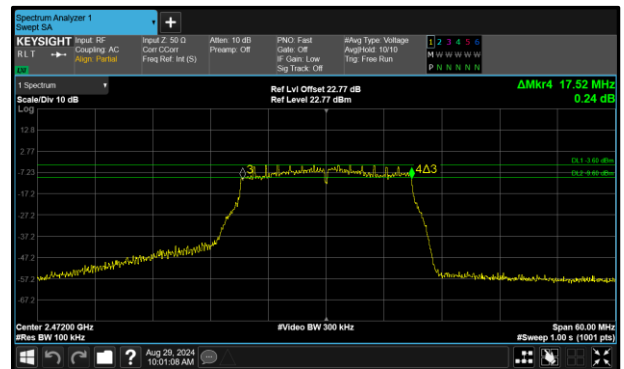 Spectrum Analyzer 1
Swept SA
KEYSIGHT
RLT
LW
Input: RF
Coupling: AC
Align: Partial
Input Z: 50 Ω
Corr CCorr
Freq Ref: Int (S)
Atten: 10 dB
Preamp: Off
PNO: Fast
Gate: Off
IF Gain: Low
Sig Track: Off
#Avg Type: Voltage
Avg|Hold: 10/10
Trig: Free Run
1 2 3 4 5 6
M W W W W W
P N N N N N
1 Spectrum
Scale/Div 10 dB
Log
Ref Lvl Offset 22.77 dB
Ref Level 22.77 dBm
ΔMkr4 17.52 MHz
0.24 dB
12.8
2.77
-7.23
-17.2
-27.2
-37.2
-47.2
-57.2
-67.2
3
4Δ3
DL1 -3.60 dBm
DL2 -9.60 dBm
Center 2.47200 GHz
#Res BW 100 kHz
#Video BW 300 kHz
Span 60.00 MHz
#Sweep 1.00 s (1001 pts)
?
Aug 29, 2024
10:01:08 AM